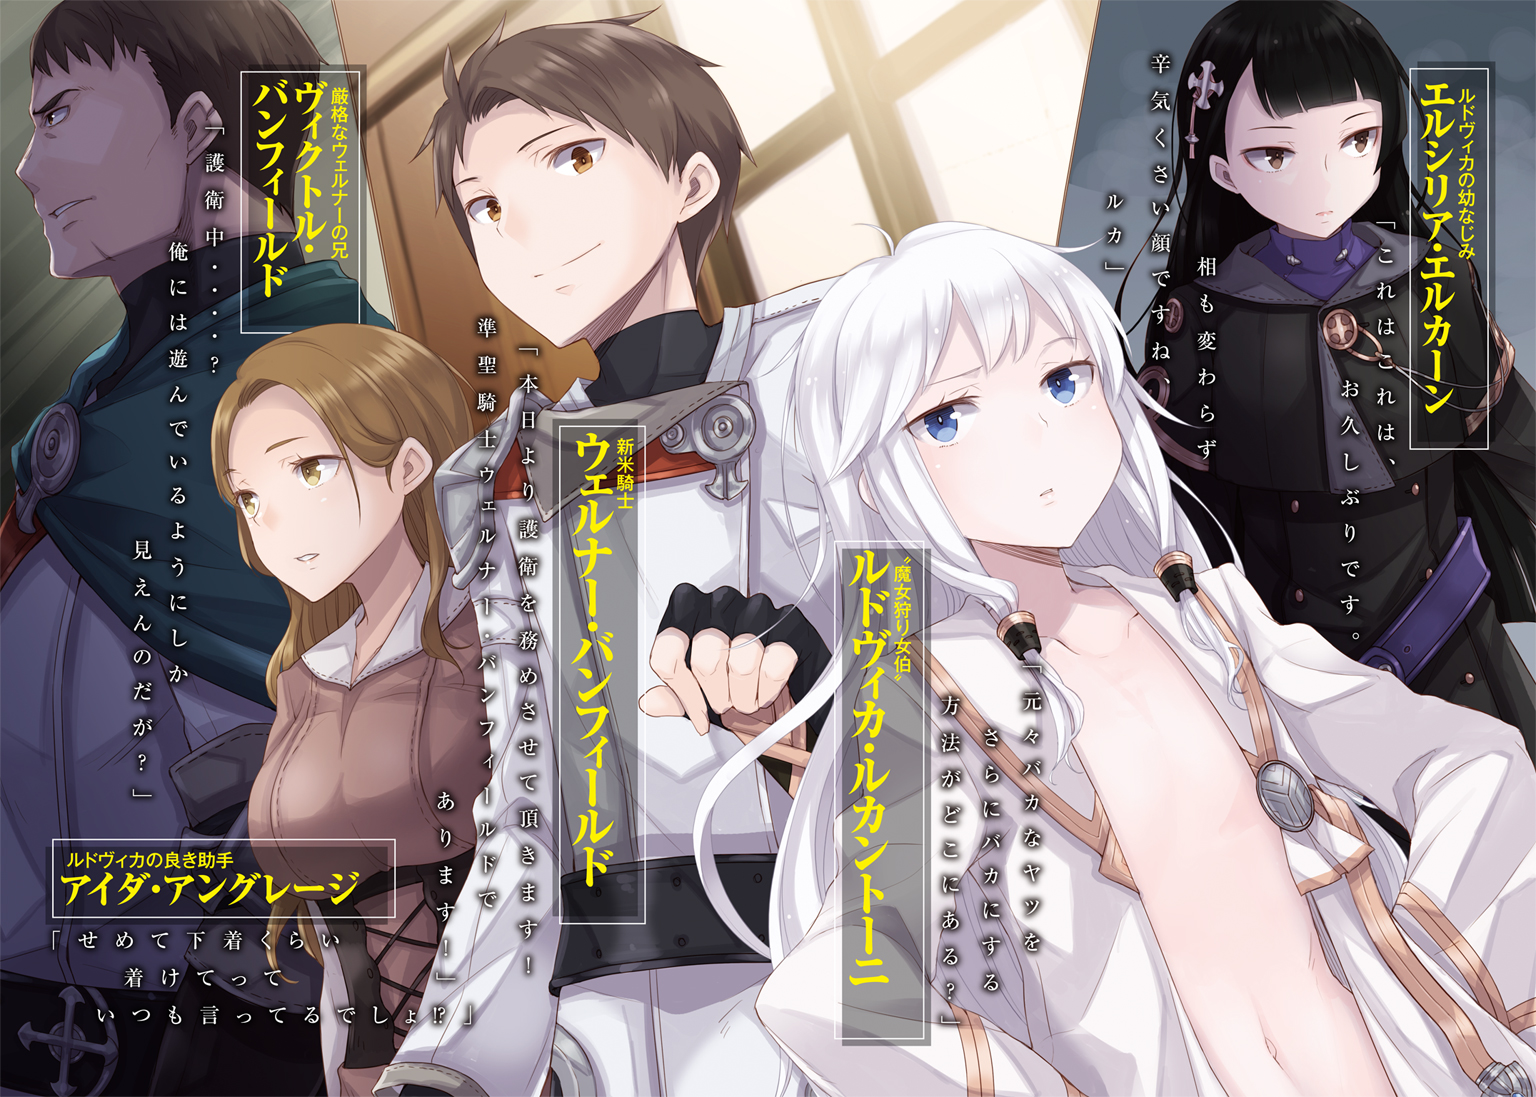 ルドヴィカの幼なじみ
エルシリア・エルカーン
「これはこれは、
お久しぶりです。
相も変わらず
辛気くさい顔ですね、
ルカ」
〝魔女狩り女伯〟
ルドヴィカ・ルカントーニ
「元々バカなヤツを
さらにバカにする
方法がどこにある?」
新米騎士
ウェルナー・バンフィールド
「本日より護衛を務めさせて頂きます!
準聖騎士ウェルナー・バンフィールドで
あります!」
厳格なウェルナーの兄
ヴィクトル・
バンフィールド
「護衛中・・・・・?
俺には遊んでいるようにしか
見えんのだが?」
ルドヴィカの良き助手
アイダ・アングレージ
「せめて下着くらい
着けてって
いつも言ってるでしょ!?」